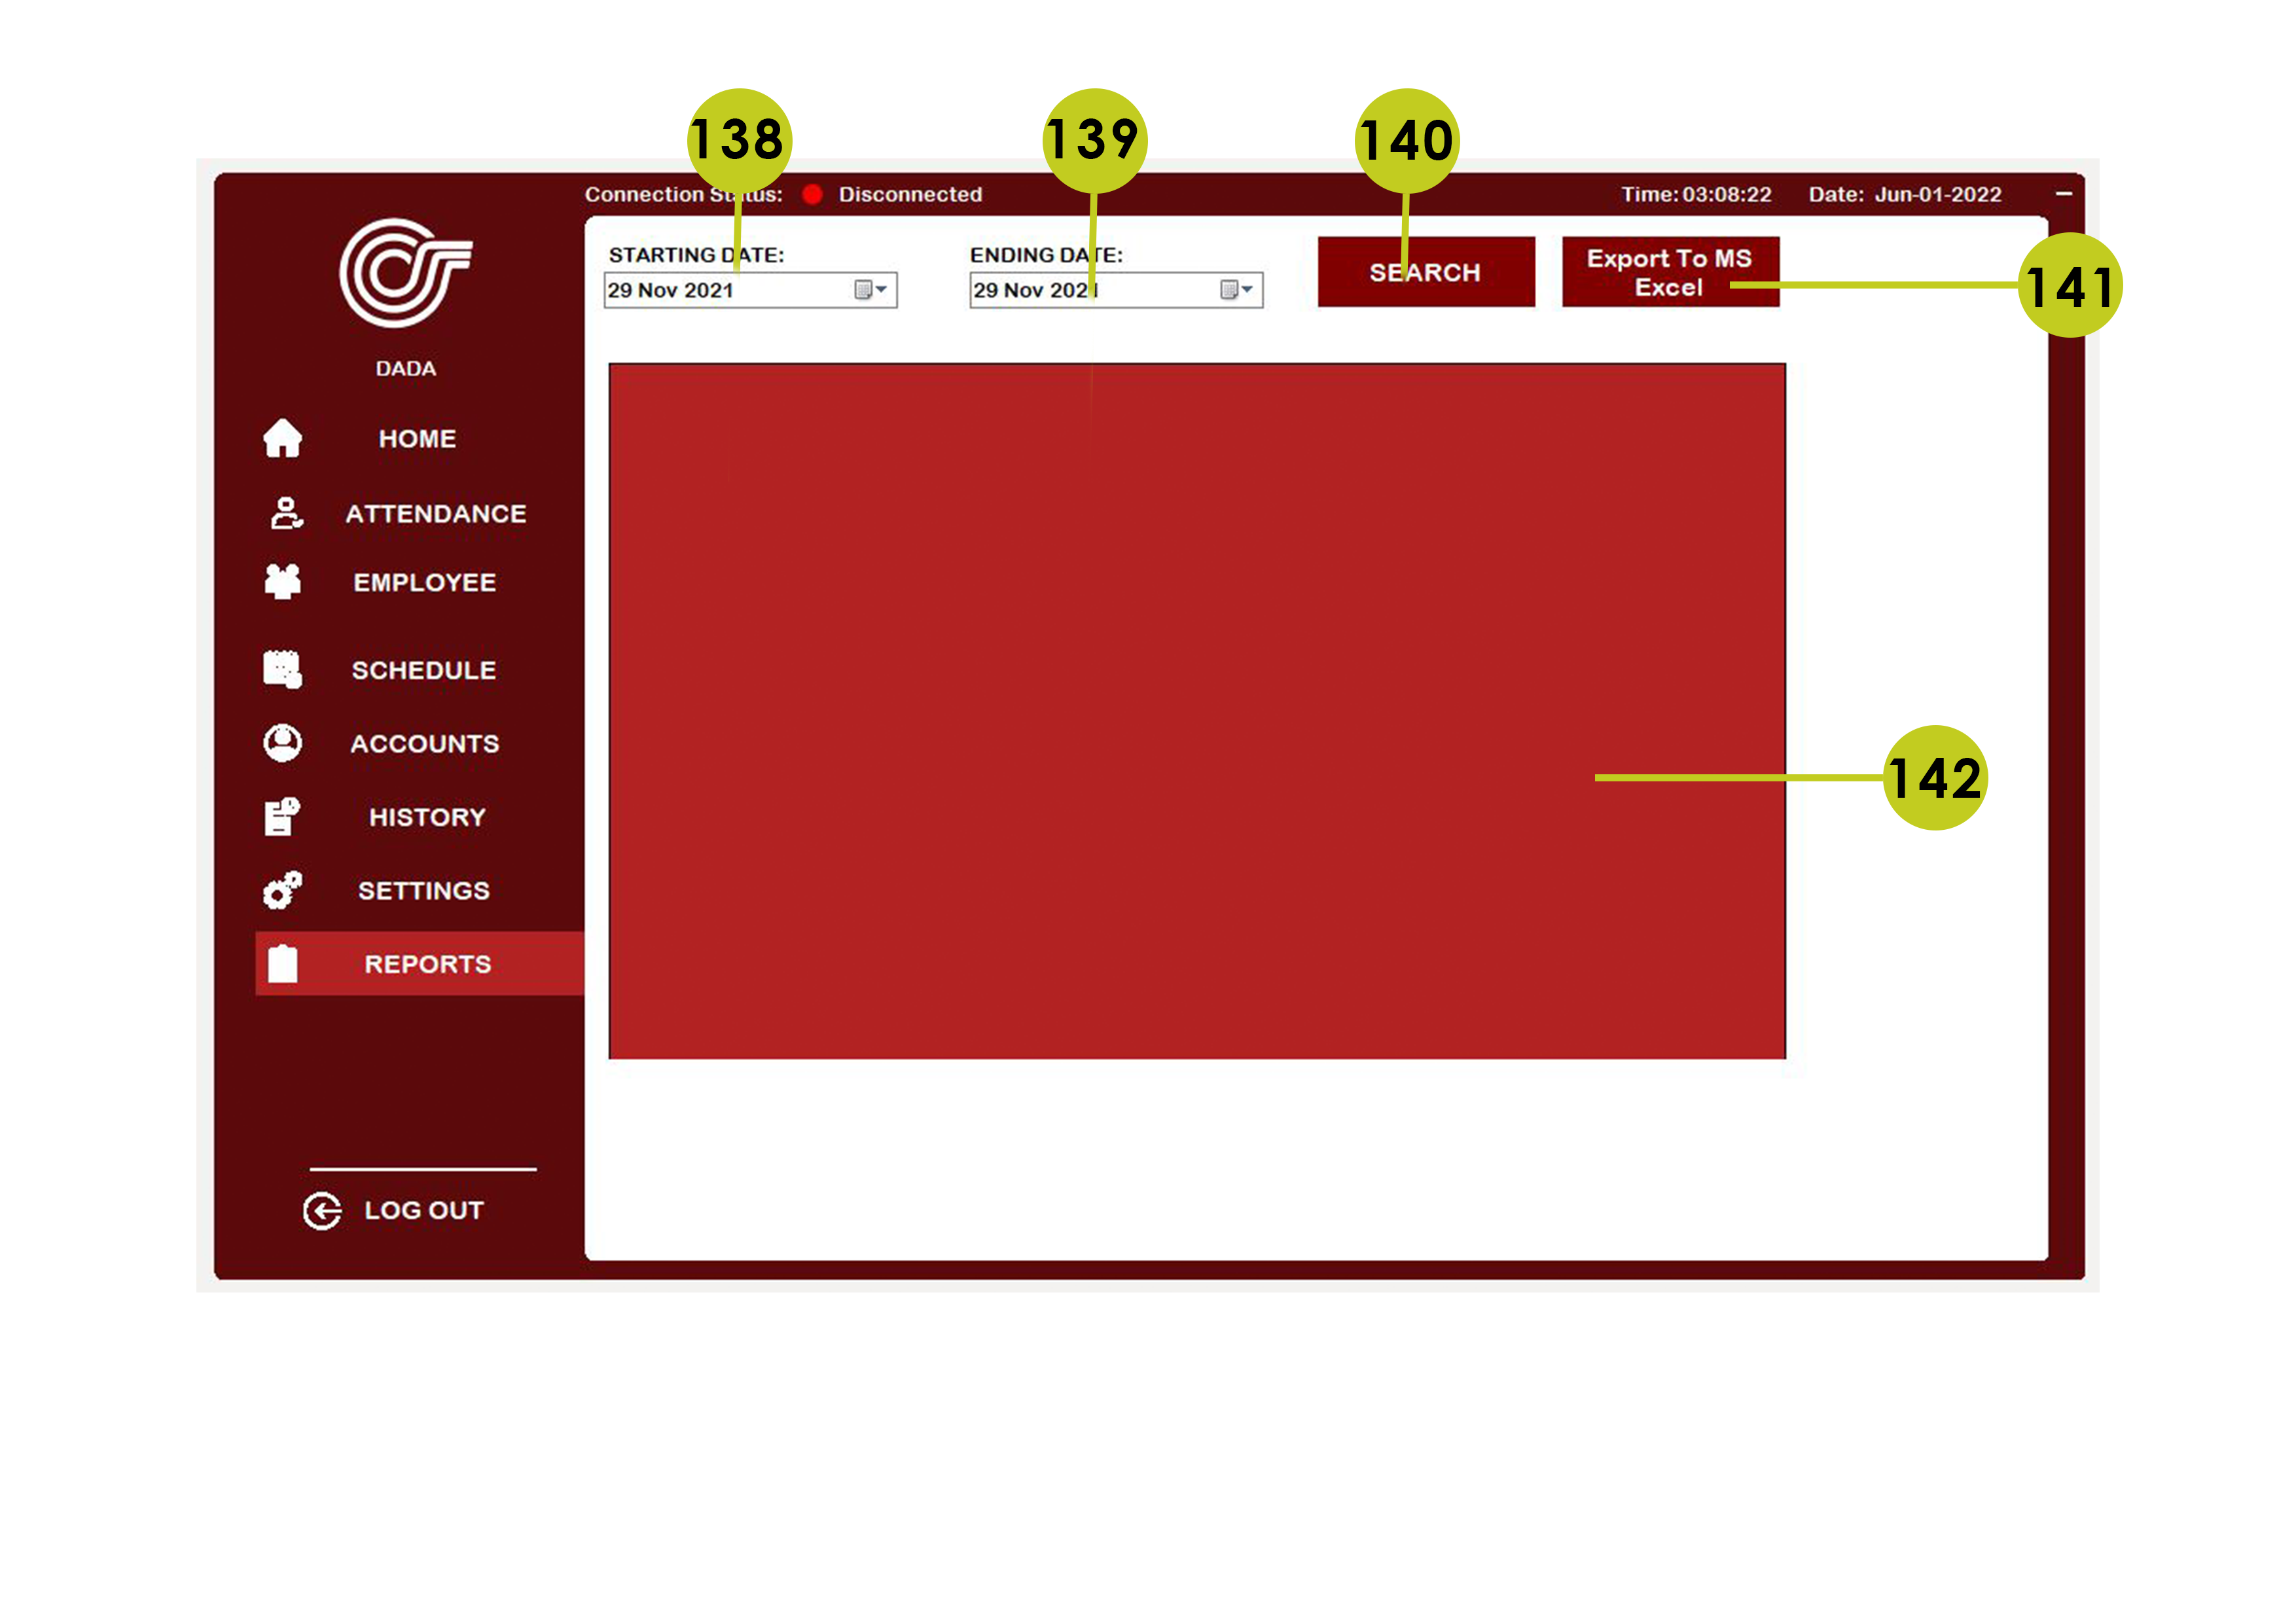 138
139
140
Connection Status: Disconnected
Time: 03:08:22
Date: Jun-01-2022
STARTING DATE:
29 Nov 2021
ENDING DATE:
29 Nov 2021
SEARCH
Export To MS
Excel
141
DADA
HOME
ATTENDANCE
EMPLOYEE
SCHEDULE
ACCOUNTS
HISTORY
SETTINGS
REPORTS
LOG OUT
142